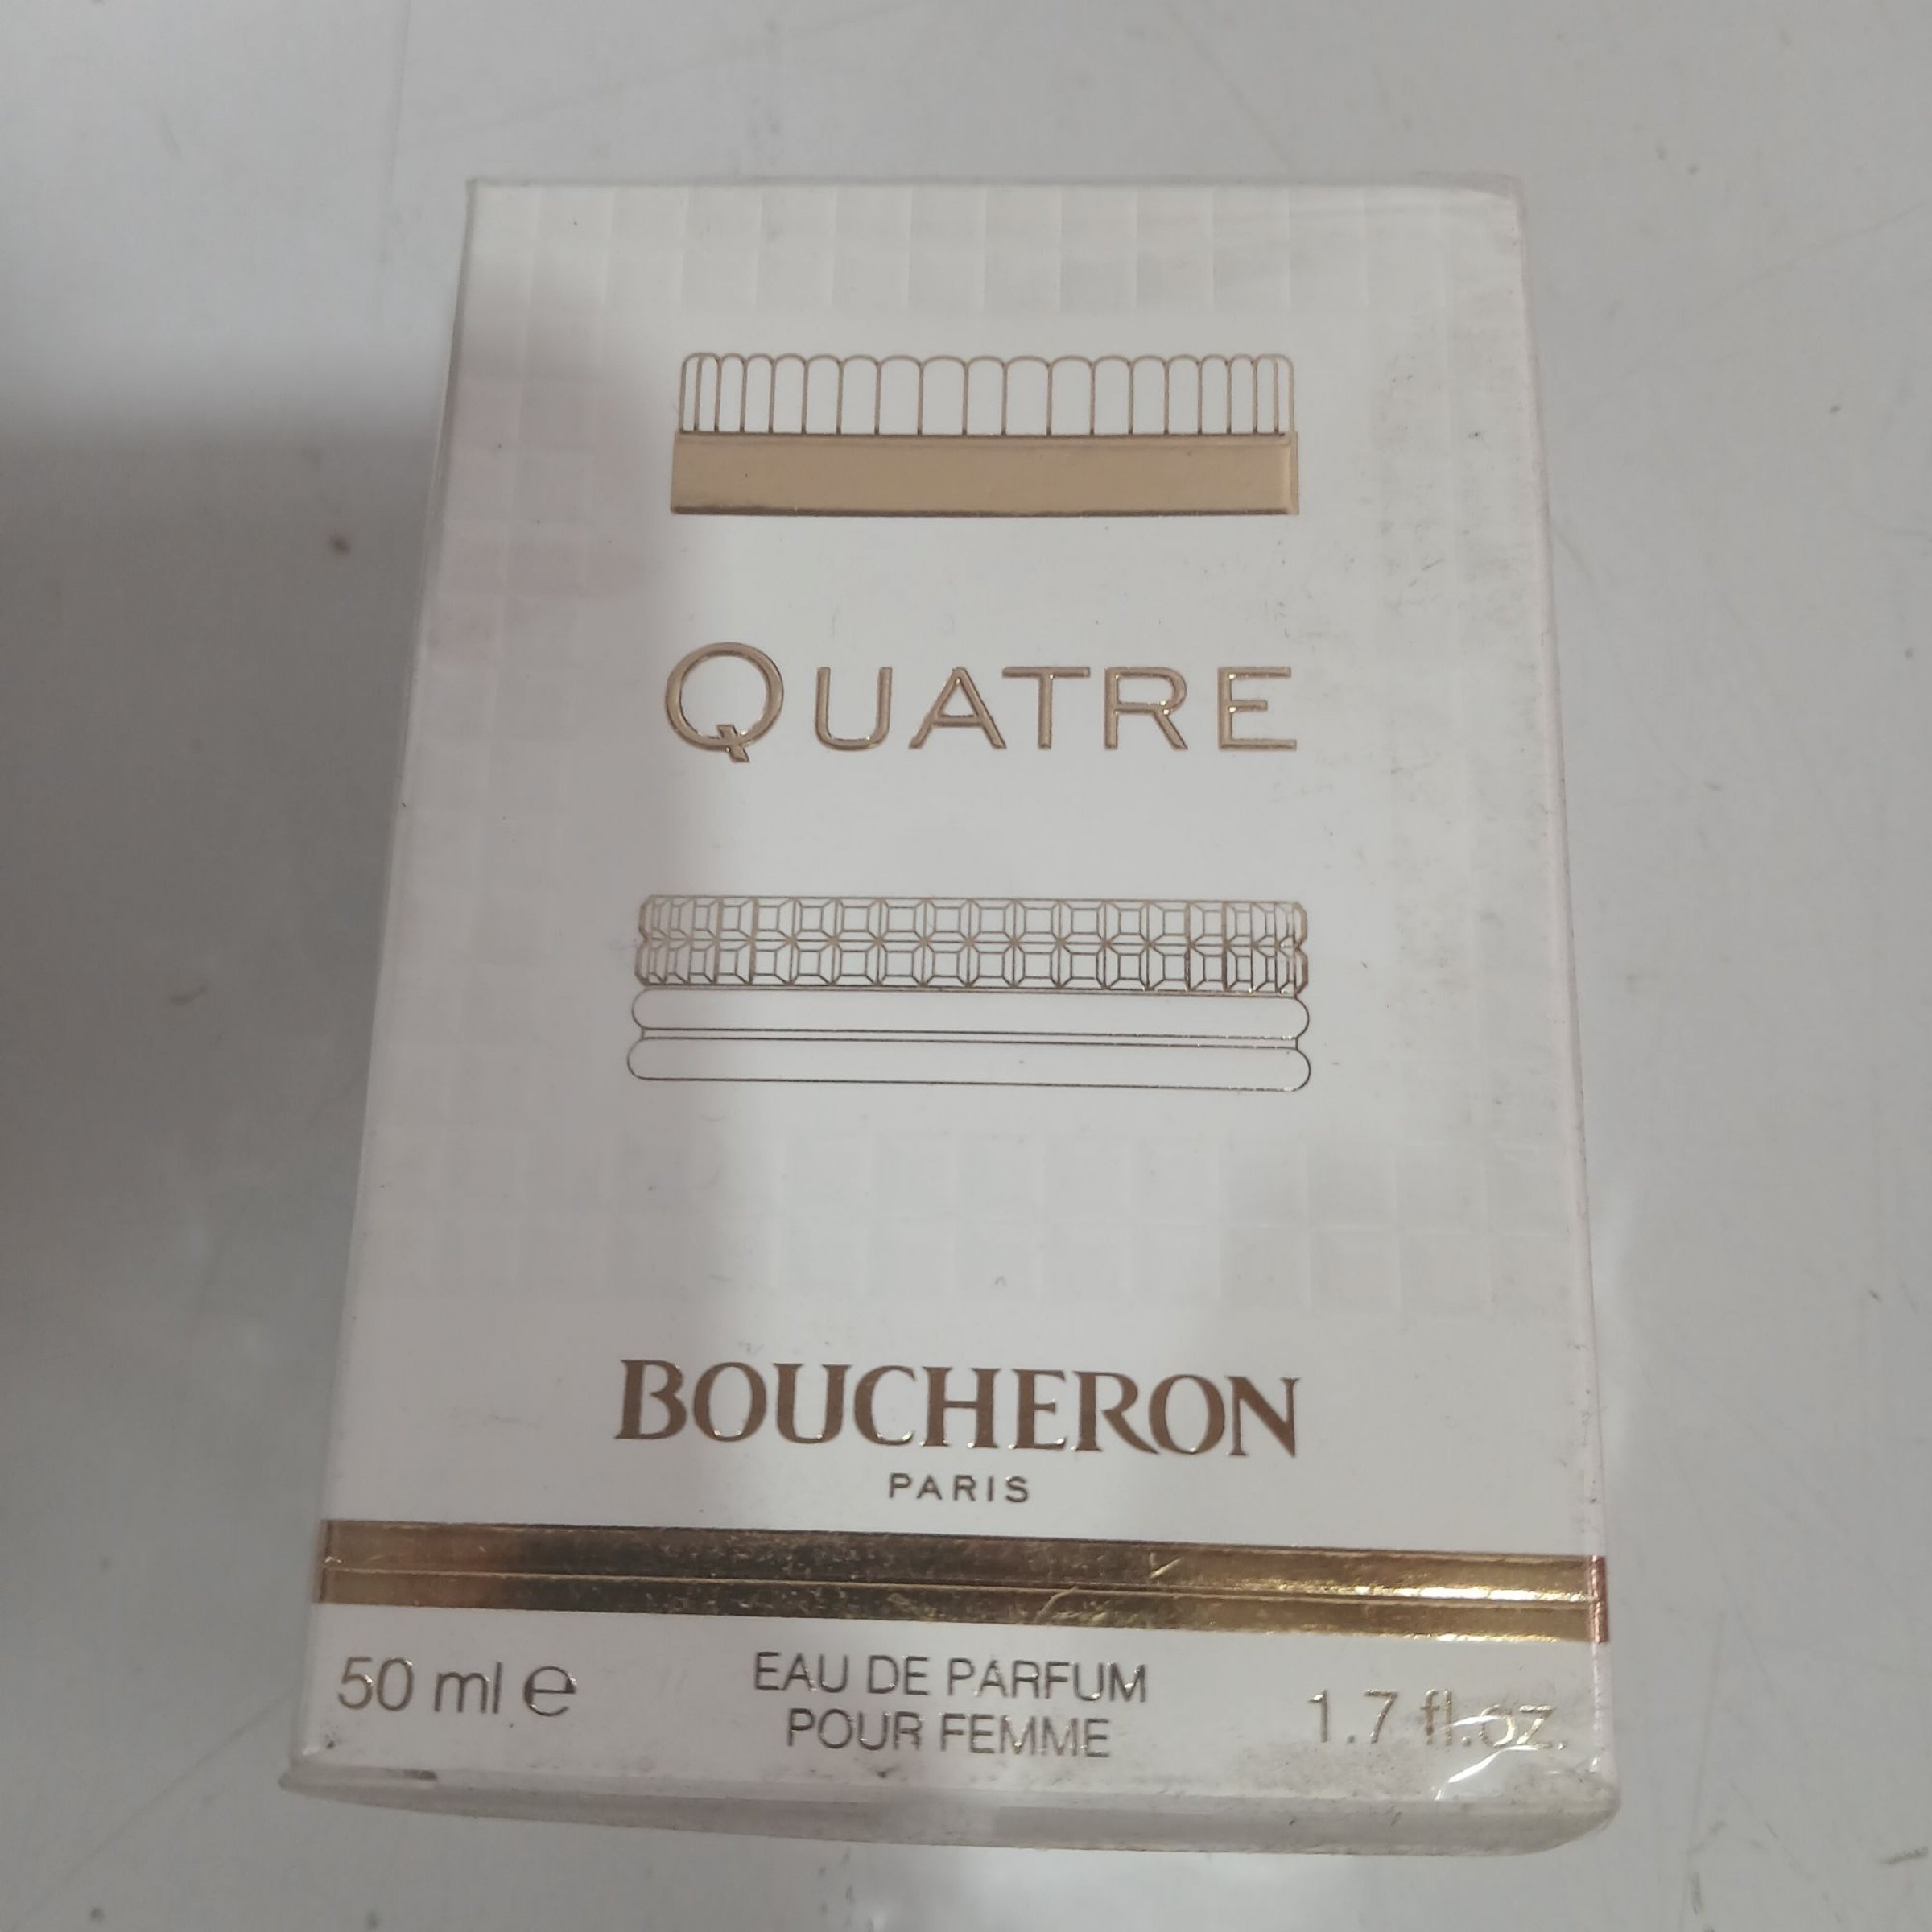 QUATRE
BOUCHERON
PARIS
50 ml ℮
EAU DE PARFUM
POUR FEMME
1.7 fl.oz.